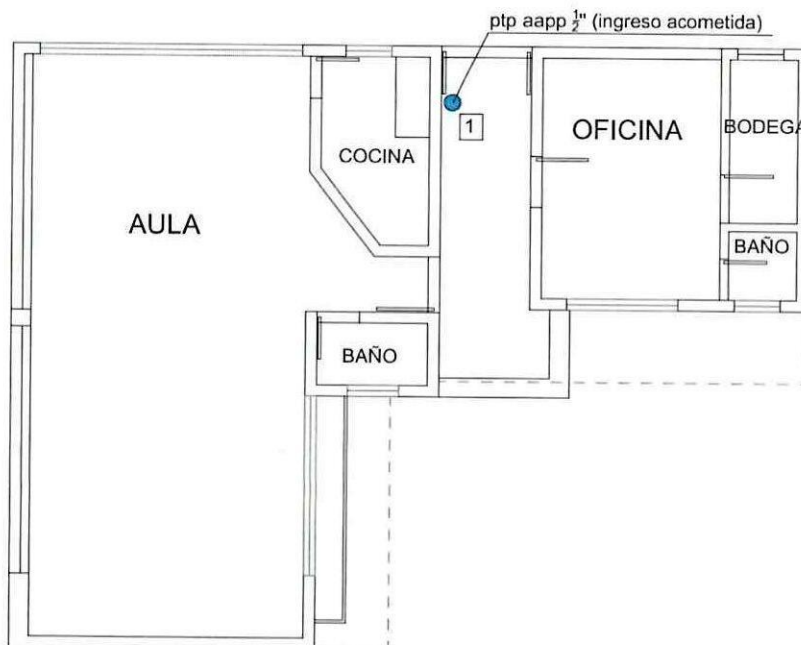 ptp aapp ½" (ingreso acometida)
1
OFICINA
BODEGA
COCINA
AULA
BAÑO
BAÑO